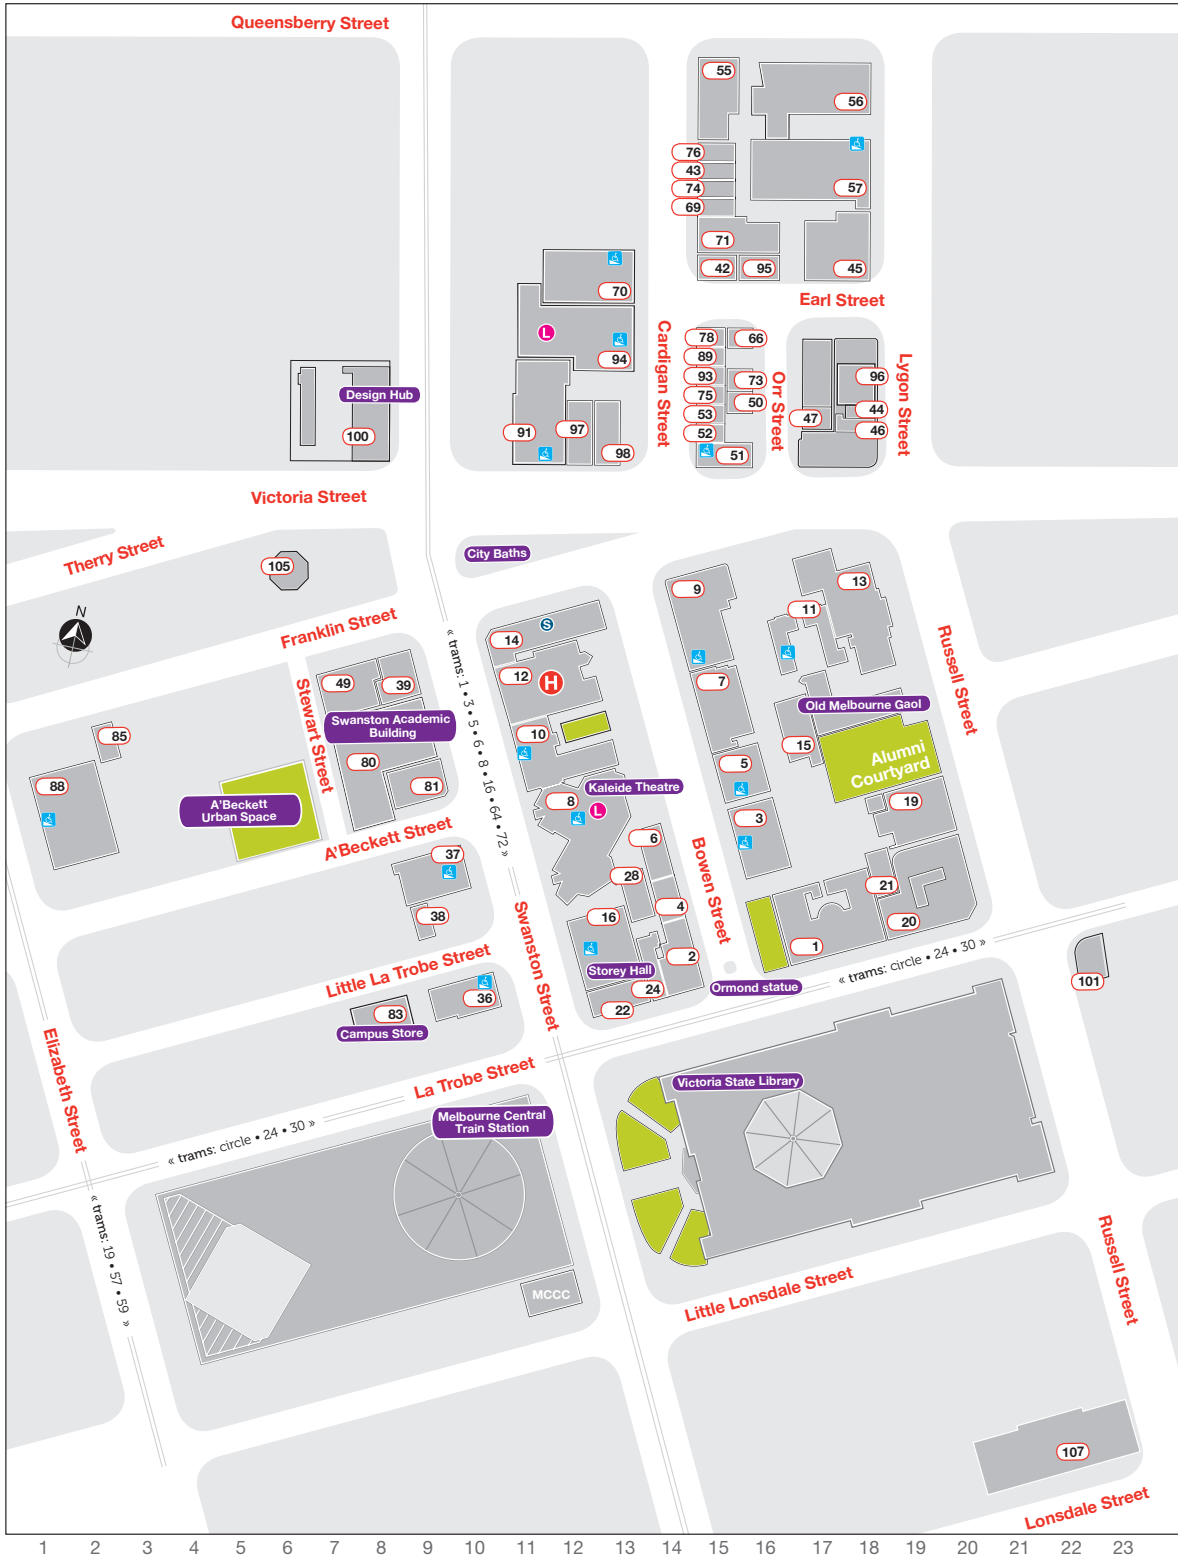 Queensberry Street
55
56
76
43
74
69
57
71
42
95
45
70
Earl Street
L
94
Cardigan Street
78
66
89
93
73
75
50
53
52
51
Orr Street
96
44
47
46
Lygon Street
Design Hub
100
91
97
98
Victoria Street
Therry Street
105
City Baths
N
Franklin Street
« trams: 1 • 3 • 5 • 6 • 8 • 16 • 64 • 72 »
14
S
12
H
9
11
13
Russell Street
49
39
Stewart Street
Swanston Academic
Building
80
81
85
88
A'Beckett
Urban Space
A'Beckett Street
10
7
Old Melbourne Gaol
15
Alumni
Courtyard
5
Kaleide Theatre
8
L
3
19
6
28
4
Bowen Street
21
20
1
37
38
Swanston Street
16
2
Storey Hall
24
22
Ormond statue
« trams: circle • 24 • 30 »
101
Little La Trobe Street
36
83
Campus Store
Elizabeth Street
La Trobe Street
« trams: circle • 24 • 30 »
Melbourne Central
Train Station
Victoria State Library
« trams: 19 • 57 • 59 »
MCCC
Little Lonsdale Street
Russell Street
107
Lonsdale Street
1 2 3 4 5 6 7 8 9 10 11 12 13 14 15 16 17 18 19 20 21 22 23